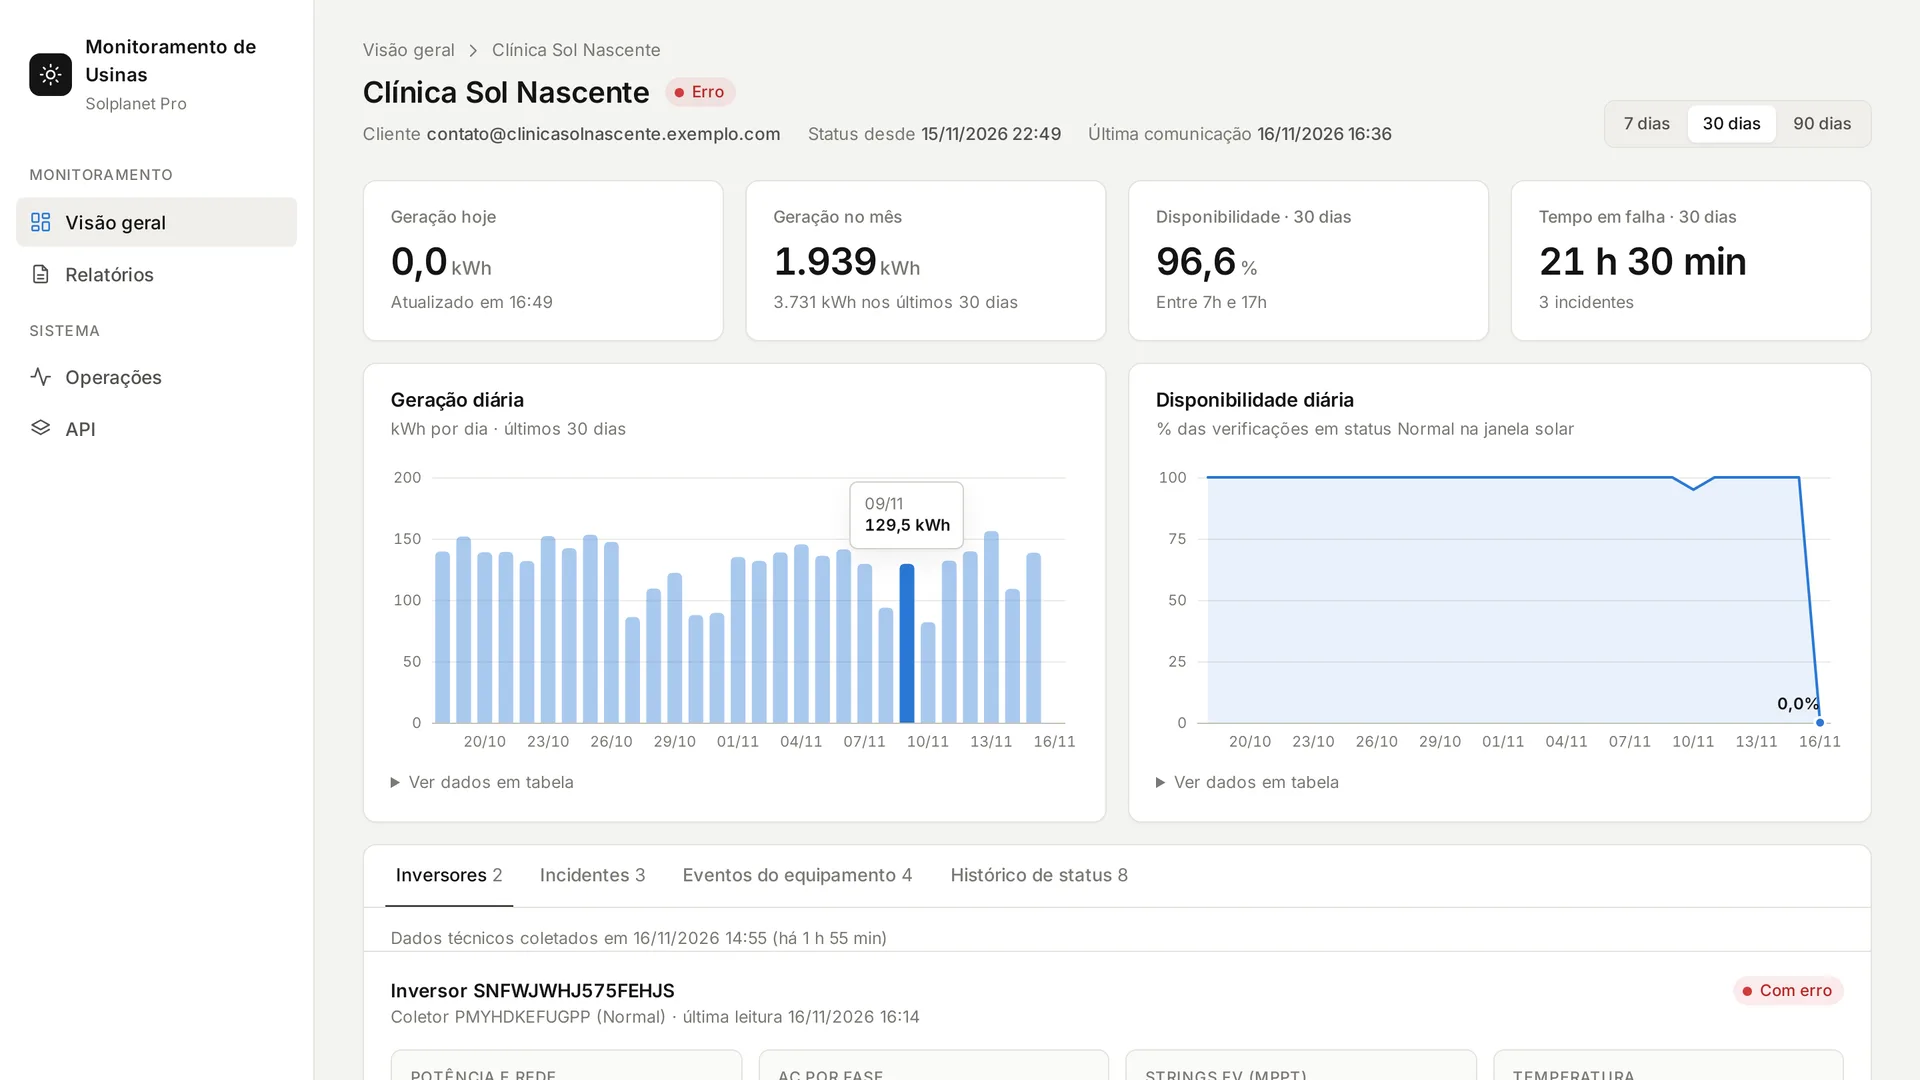 Monitoramento de
Usinas
Solplanet Pro
MONITORAMENTO
Visão geral
Relatórios
SISTEMA
Operações
API
Visão geral > Clínica Sol Nascente
Clínica Sol Nascente Erro
Cliente contato@clinicasolnascente.exemplo.com Status desde 15/11/2026 22:49 Última comunicação 16/11/2026 16:36
7 dias 30 dias 90 dias
Geração hoje
0,0 kWh
Atualizado em 16:49
Geração no mês
1.939 kWh
3.731 kWh nos últimos 30 dias
Disponibilidade · 30 dias
96,6 %
Entre 7h e 17h
Tempo em falha · 30 dias
21 h 30 min
3 incidentes
Geração diária
kWh por dia · últimos 30 dias
200
150
100
50
0
09/11
129,5 kWh
20/10 23/10 26/10 29/10 01/11 04/11 07/11 10/11 13/11 16/11
Ver dados em tabela
Disponibilidade diária
% das verificações em status Normal na janela solar
100
75
50
25
0
0,0%
20/10 23/10 26/10 29/10 01/11 04/11 07/11 10/11 13/11 16/11
Ver dados em tabela
Inversores 2 Incidentes 3 Eventos do equipamento 4 Histórico de status 8
Dados técnicos coletados em 16/11/2026 14:55 (há 1 h 55 min)
Inversor SNFWJWHJ575FEHJS
Com erro
Coletor PMYHDKEFUGPP (Normal) · última leitura 16/11/2026 16:14
POTÊNCIA E REDE AC POR FASE STRINGS FV (MPPT) TEMPERATURA